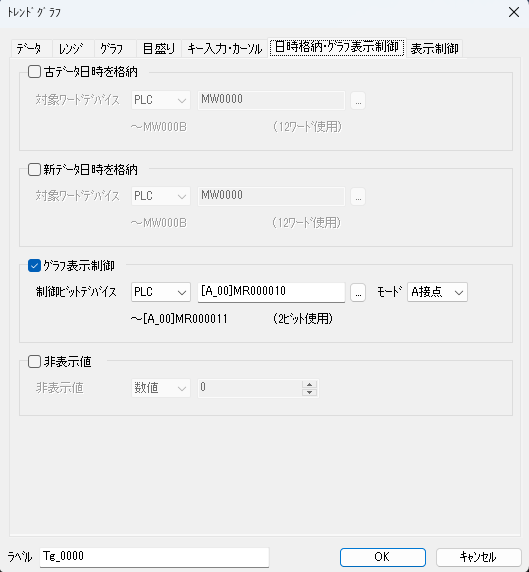 ﾄﾚﾝﾄﾞｸﾞﾗﾌ
ﾃﾞｰﾀ ﾚﾝｼﾞ ｸﾞﾗﾌ 目盛り ｷｰ入力･ｶｰｿﾙ 日時格納･ｸﾞﾗﾌ表示制御 表示制御
古ﾃﾞｰﾀ日時を格納
対象ﾜｰﾄﾞﾃﾞﾊﾞｲｽ PLC MW0000 ...
～MW000B (12ﾜｰﾄﾞ使用)
新ﾃﾞｰﾀ日時を格納
対象ﾜｰﾄﾞﾃﾞﾊﾞｲｽ PLC MW0000 ...
～MW000B (12ﾜｰﾄﾞ使用)
ｸﾞﾗﾌ表示制御
制御ﾋﾞｯﾄﾃﾞﾊﾞｲｽ PLC [A_00]MR000010 ... ﾓｰﾄﾞ A接点
～[A_00]MR000011 (2ﾋﾞｯﾄ使用)
非表示値
非表示値 数値 0
ﾗﾍﾞﾙ Tg_0000 OK ｷｬﾝｾﾙ